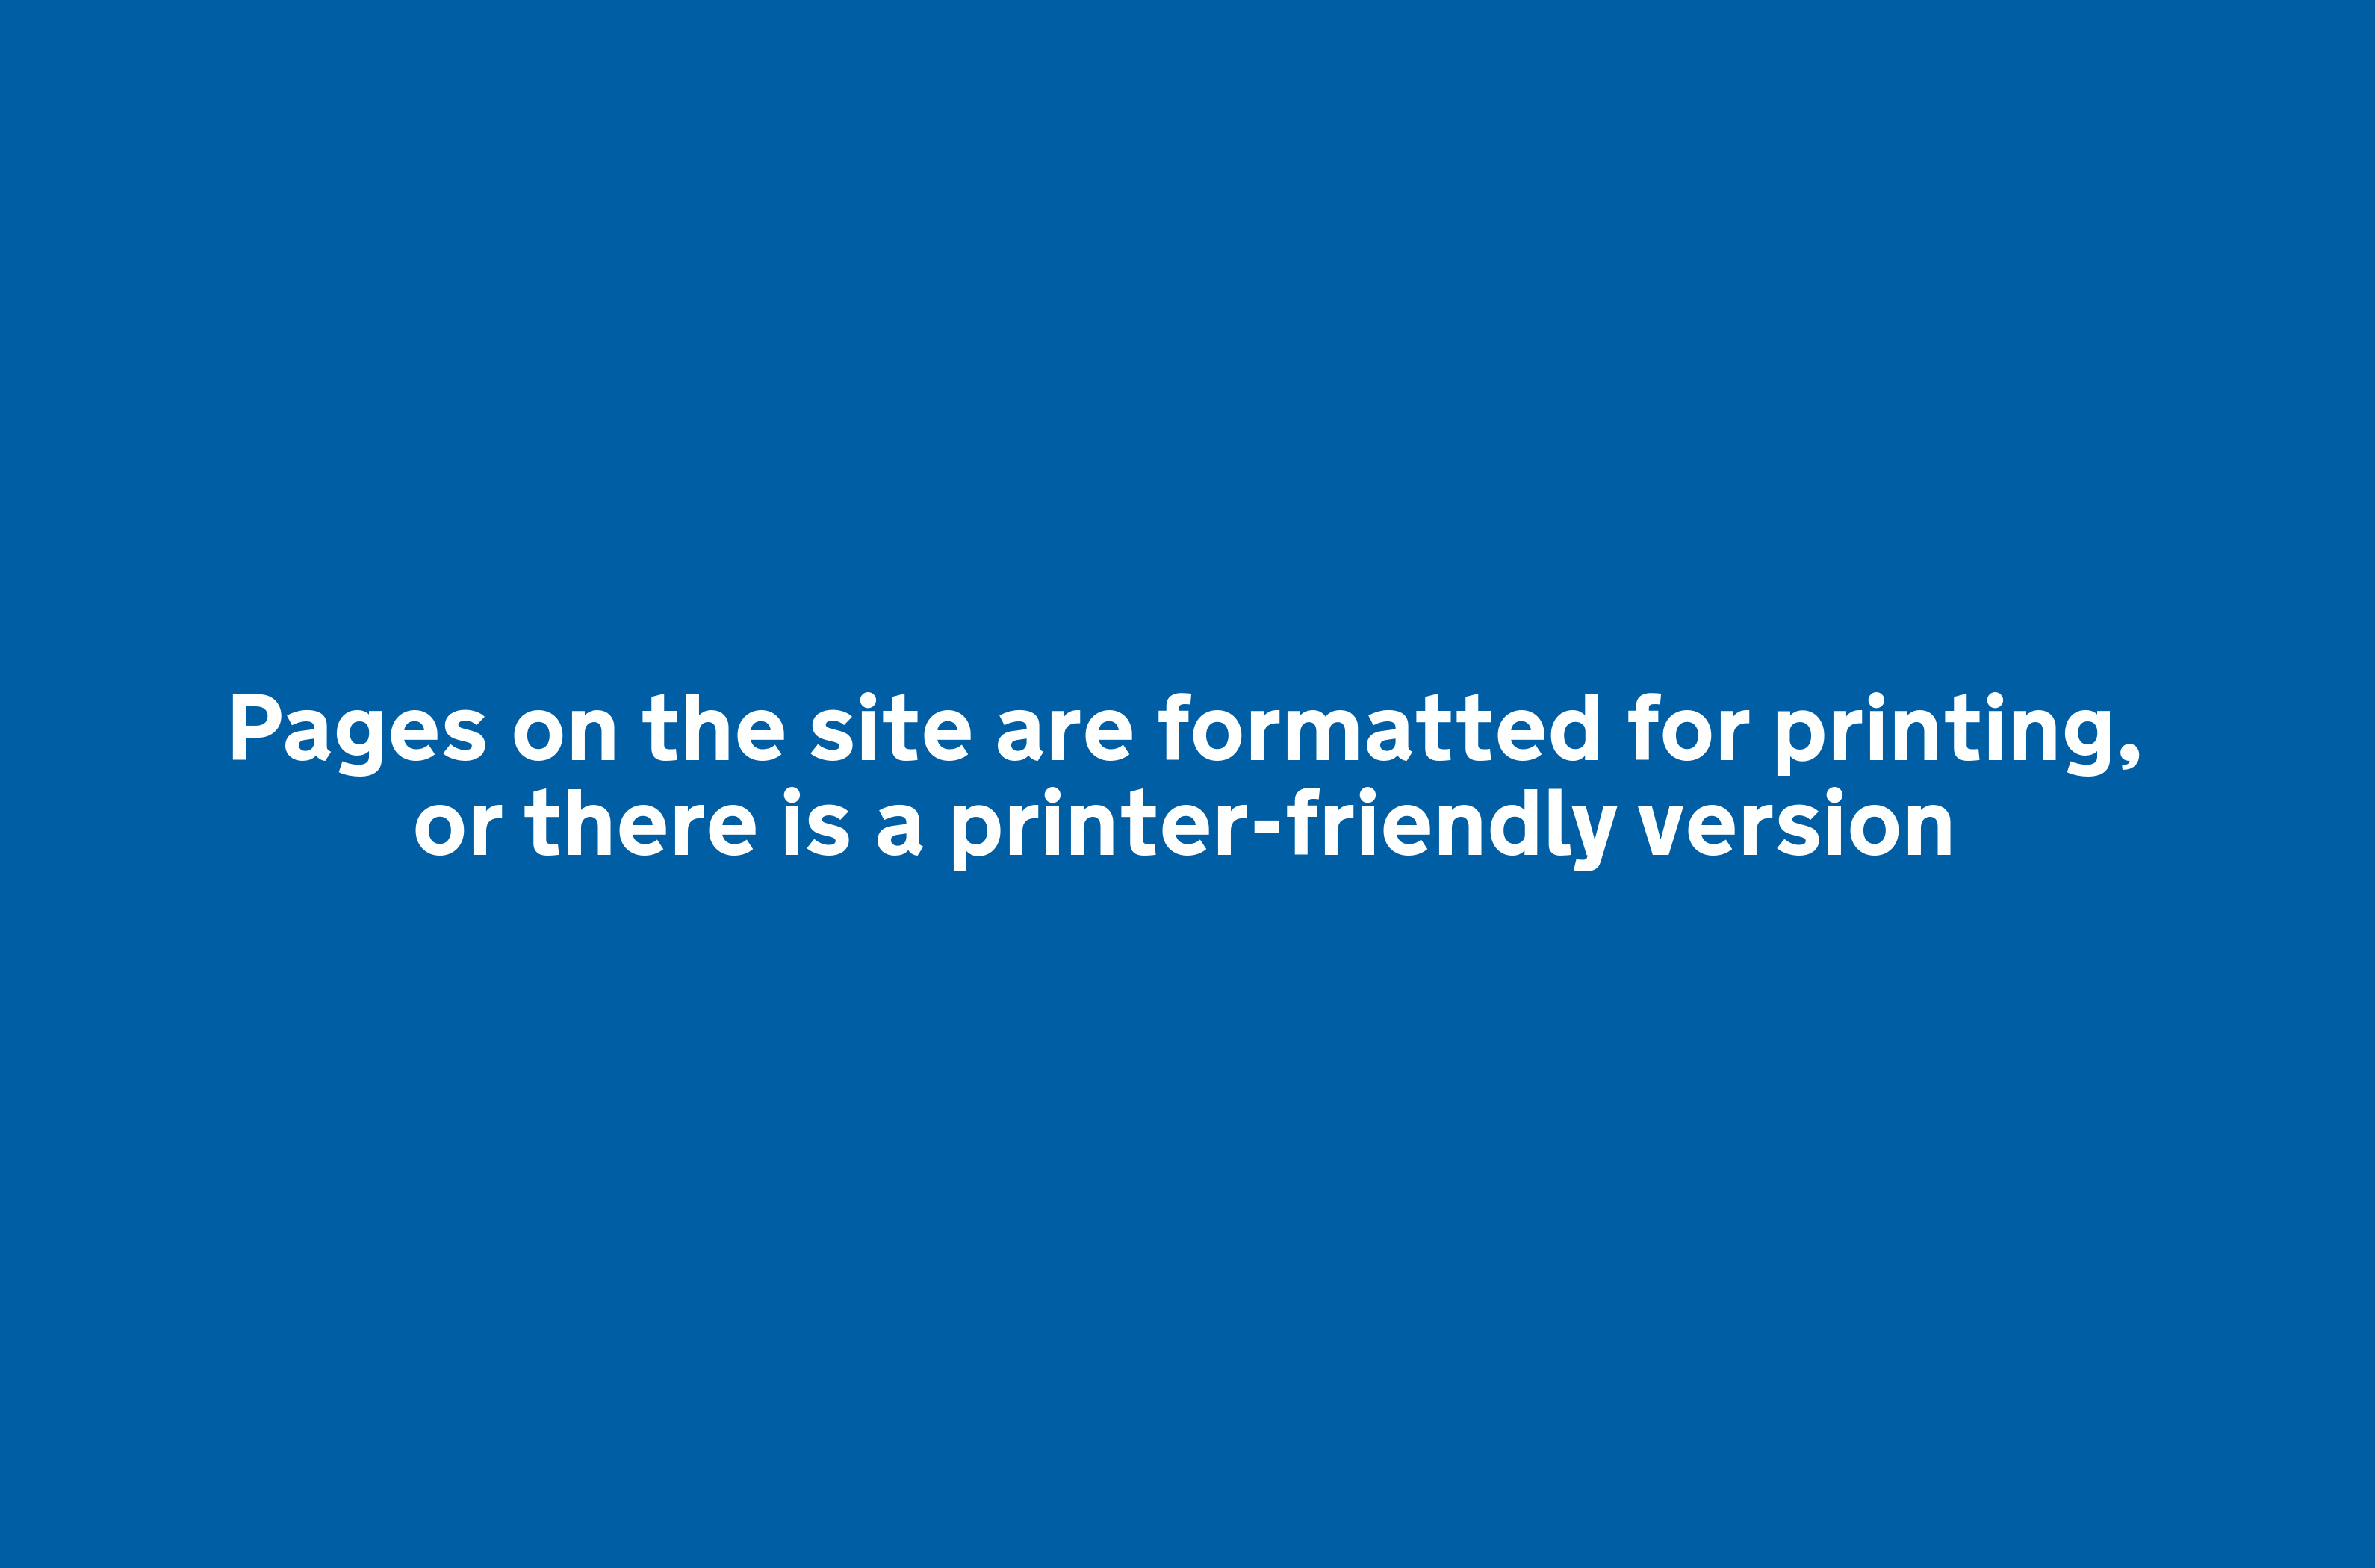 Pages on the site are formatted for printing,
or there is a printer-friendly version